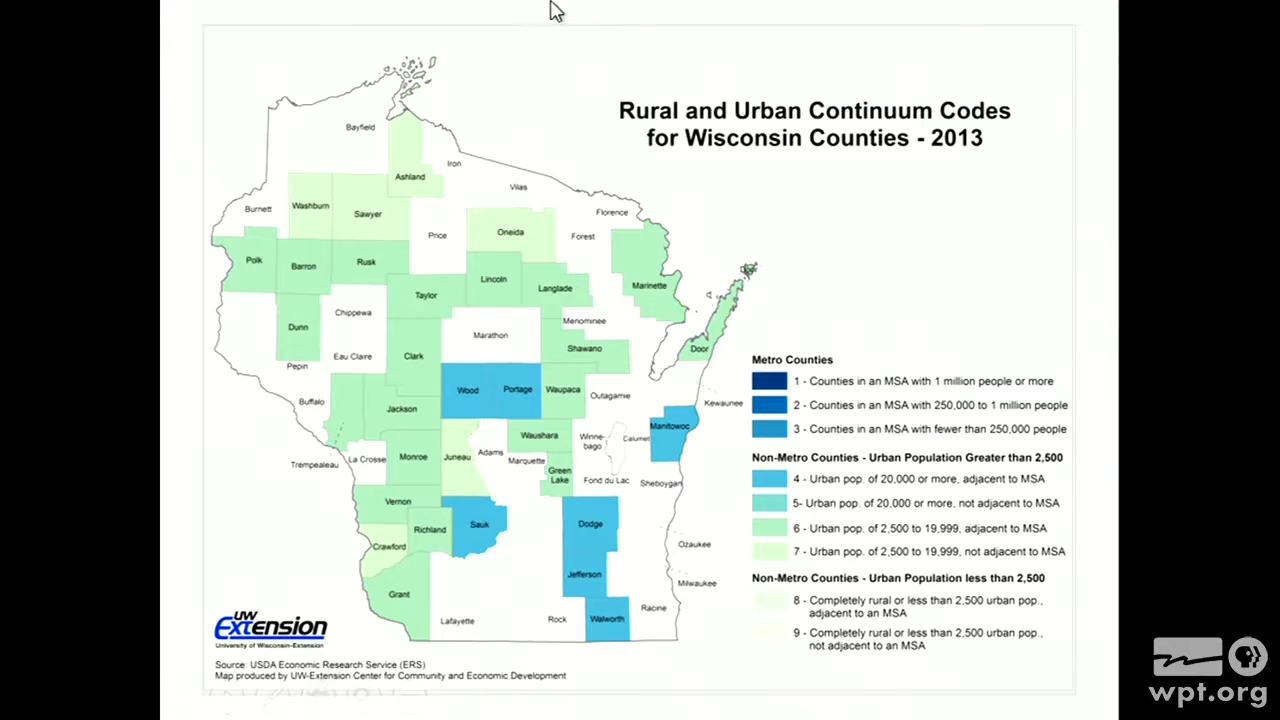 Rural and Urban Continuum Codes
for Wisconsin Counties - 2013
Bayfield
Iron
Ashland
Vilas
Washburn
Burnett
Sawyer
Florence
Oneida
Price
Forest
Polk
Barron
Rusk
Door
Lincoln
Langlade
Marinette
Taylor
Chippewa
Menominee
Dunn
Marathon
Shawano
Door
Eau Claire
Clark
Pepin
Wood
Portage
Waupaca
Outagamie
Buffalo
Jackson
Kewaunee
Manitowoc
Waushara
Winne-
bago
Calumet
Trempealeau
La Crosse
Monroe
Juneau
Adams
Marquette
Green
Lake
Fond du Lac
Sheboygan
Vernon
Richland
Sauk
Dodge
Crawford
Ozaukee
Jefferson
Milwaukee
Grant
Lafayette
Rock
Walworth
Racine
Metro Counties
1 - Counties in an MSA with 1 million people or more
2 - Counties in an MSA with 250,000 to 1 million people
3 - Counties in an MSA with fewer than 250,000 people
Non-Metro Counties - Urban Population Greater than 2,500
4 - Urban pop. of 20,000 or more, adjacent to MSA
5- Urban pop. of 20,000 or more, not adjacent to MSA
6 - Urban pop. of 2,500 to 19,999, adjacent to MSA
7 - Urban pop. of 2,500 to 19,999, not adjacent to MSA
Non-Metro Counties - Urban Population less than 2,500
8 - Completely rural or less than 2,500 urban pop.,
adjacent to an MSA
9 - Completely rural or less than 2,500 urban pop.,
not adjacent to an MSA
UW
Extension
University of Wisconsin-Extension
Source: USDA Economic Research Service (ERS)
Map produced by UW-Extension Center for Community and Economic Development
wpt.org